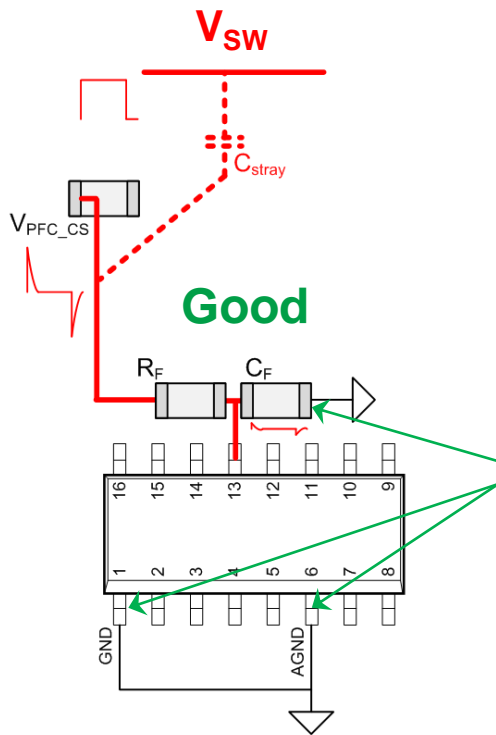 VSW
Cstray
VPFC_CS
Good
RF
CF
16 15 14 13 12 11 10 9
1 2 3 4 5 6 7 8
GND
AGND